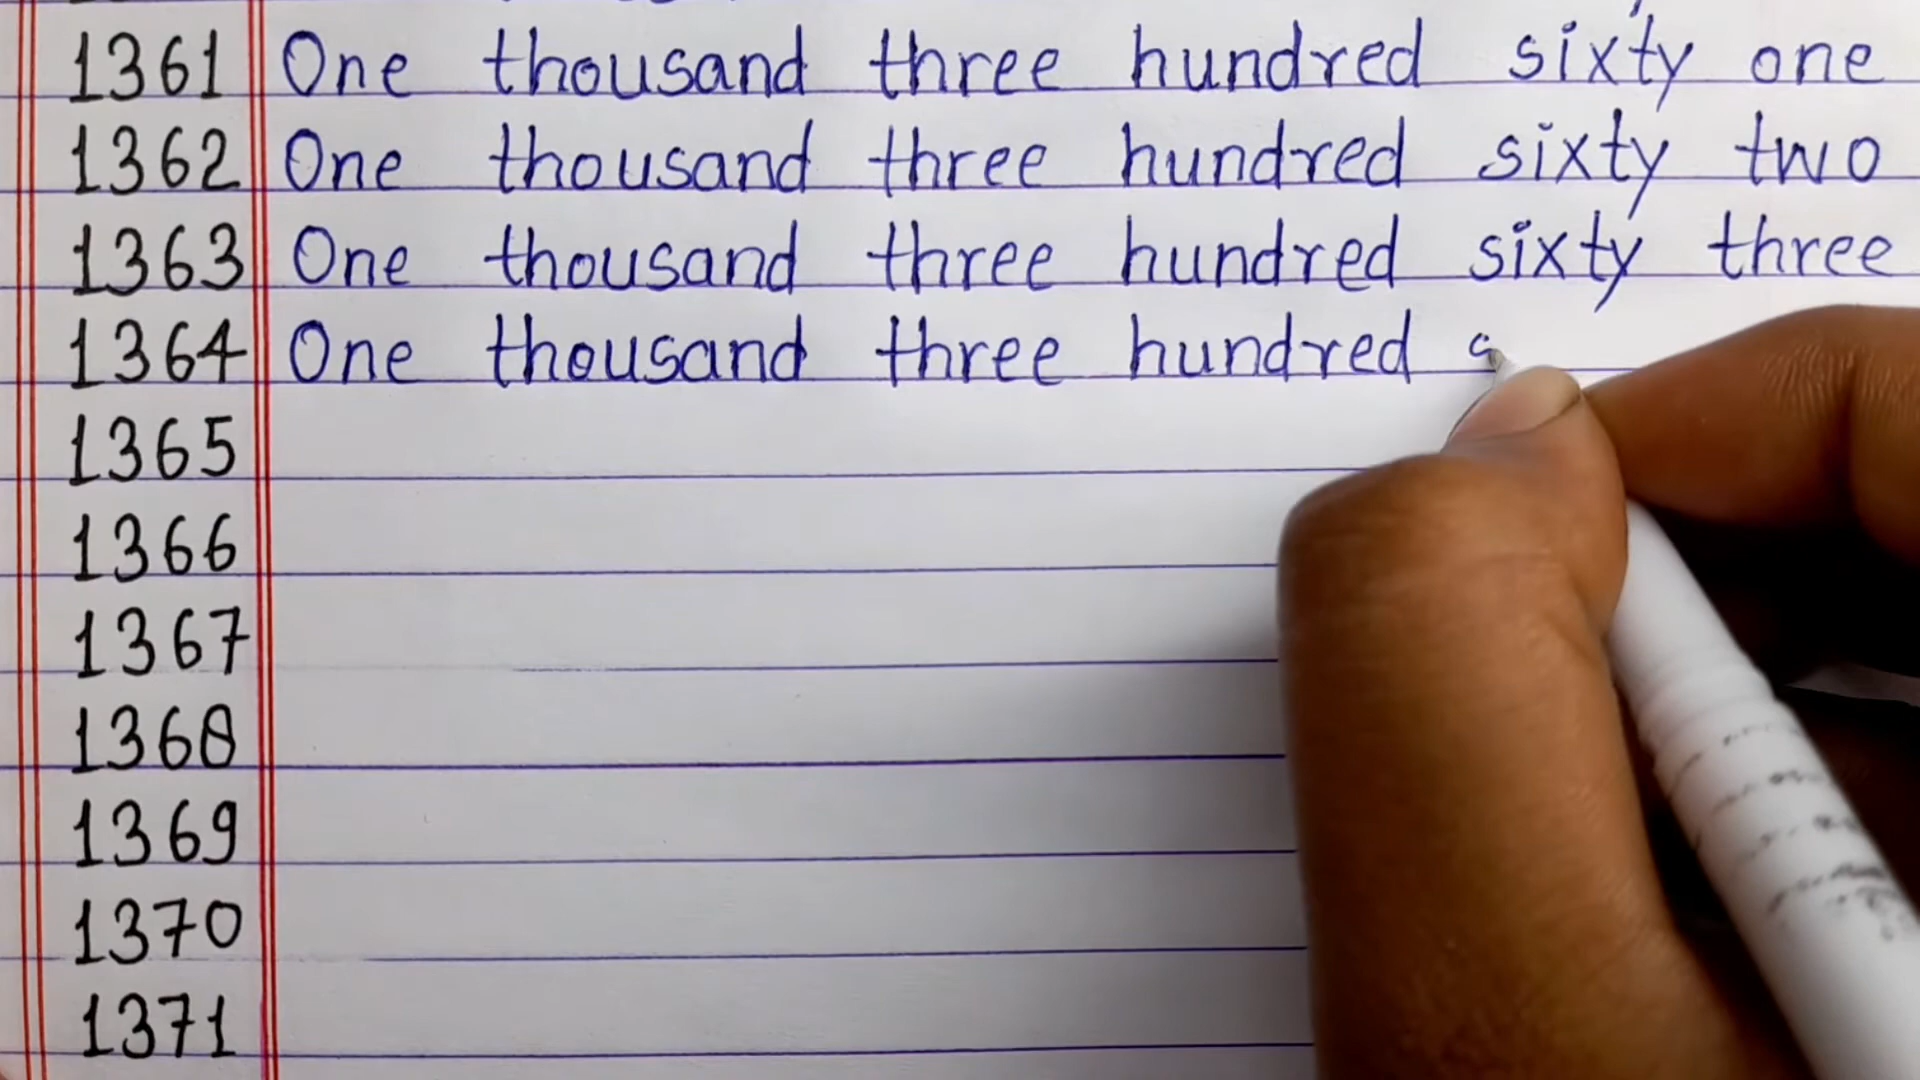 1361 One thousand three hundred sixty one
1362 One thousand three hundred sixty two
1363 One thousand three hundred sixty three
1364 One thousand three hundred s
1365
1366
1367
1368
1369
1370
1371